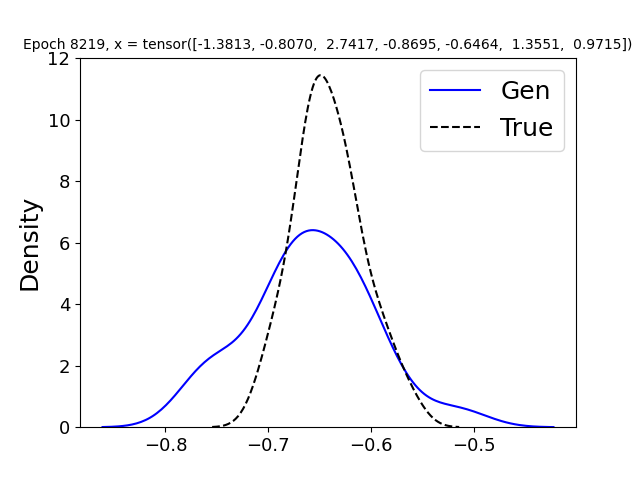 Epoch 8219, x = tensor([-1.3813, -0.8070,  2.7417, -0.8695, -0.6464,  1.3551,  0.9715])
12
10
8
6
4
2
0
Density
Gen
True
−0.8
−0.7
−0.6
−0.5